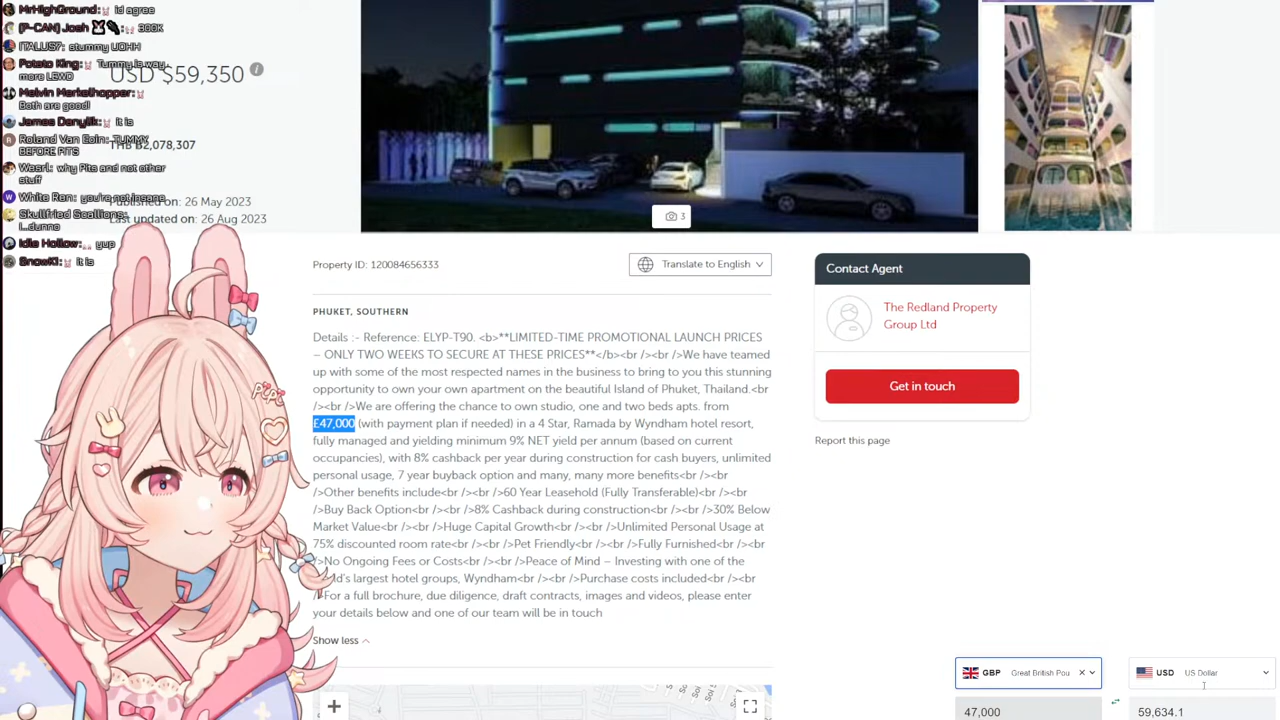 MrHighGround: id agree
[P-CAN] Josh : 300K
ITALUS7: stummy UOHH
Potato King: Tummy is way
more LEWD
Melvin Merkelhopper:
Both are good!
James Danylik: it is
Roland Van Eoin: TUMMY
BEFORE PITS
Wesrl: why Pits and not other
stuff
White Ren: you're not insane
Skullfried Scallions:
I...dunno
Idle Hollow: yup
SnowKi: it is
USD $59,350
THB ฿2,078,307
Published on: 26 May 2023
Last updated on: 26 Aug 2023
3
Property ID: 120084656333
Translate to English
PHUKET, SOUTHERN
Details :- Reference: ELYP-T90. <b>**LIMITED-TIME PROMOTIONAL LAUNCH PRICES
– ONLY TWO WEEKS TO SECURE AT THESE PRICES**</b><br /><br />We have teamed
up with some of the most respected names in the business to bring to you this stunning
opportunity to own your own apartment on the beautiful Island of Phuket, Thailand.<br
/><br />We are offering the chance to own studio, one and two beds apts. from
£47,000 (with payment plan if needed) in a 4 Star, Ramada by Wyndham hotel resort,
fully managed and yielding minimum 9% NET yield per annum (based on current
occupancies), with 8% cashback per year during construction for cash buyers, unlimited
personal usage, 7 year buyback option and many, many more benefits<br /><br
/>Other benefits include<br /><br />60 Year Leasehold (Fully Transferable)<br /><br
/>Buy Back Option<br /><br />8% Cashback during construction<br /><br />30% Below
Market Value<br /><br />Huge Capital Growth<br /><br />Unlimited Personal Usage at
75% discounted room rate<br /><br />Pet Friendly<br /><br />Fully Furnished<br /><br
/>No Ongoing Fees or Costs<br /><br />Peace of Mind – Investing with one of the
world's largest hotel groups, Wyndham<br /><br />Purchase costs included<br /><br
/>For a full brochure, due diligence, draft contracts, images and videos, please enter
your details below and one of our team will be in touch
Show less
Contact Agent
The Redland Property
Group Ltd
Get in touch
Report this page
GBP Great British Pou
USD US Dollar
47,000
59,634.1